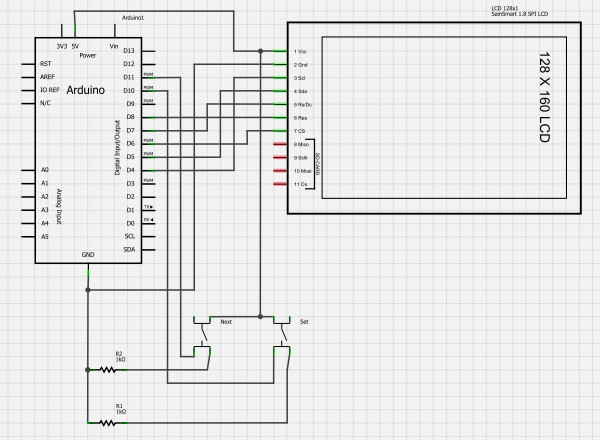 LCD 128x1
SainSmart 1.8 SPI LCD
Arduino1
3V3 5V Vin
Power
Arduino
RST
AREF
IO REF
N/C
A0
A1
A2
A3
A4
A5
Analog Input
Digital Input/Output
D13
D12
D11 PWM
D10 PWM
D9 PWM
D8
D7
D6 PWM
D5 PWM
D4
D3 PWM
D2
D1 TX
D0 RX
SCL
SDA
GND
1 Vcc
2 Gnd
3 Scl
4 Sda
5 Rs/Dc
6 Res
7 CS
8 Miso
9 Sclk
10 Mosi
11 Cs
SD CARD
128 X 160 LCD
Next
Set
R2
1kΩ
R1
1kΩ